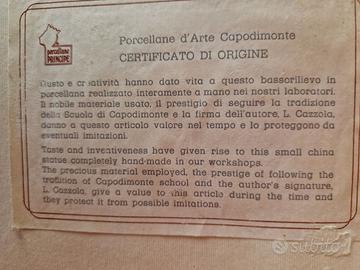 Porcellane d'Arte Capodimonte
CERTIFICATO DI ORIGINE
porcellane
PRINCIPE
Gusto e creatività hanno dato vita a questo bassorilievo in
porcellana realizzato interamente a mano nei nostri laboratori.
Il nobile materiale usato, il prestigio di seguire la tradizione
della Scuola di Capodimonte e la firma dell'autore, L. Cazzola,
danno a questo articolo valore nel tempo e lo proteggono da
eventuali imitazioni.
Taste and inventiveness have given rise to this small china
statue completely hand-made in our workshops.
The precious material employed, the prestige of following the
tradition of Capodimonte school and the author's signature,
L. Cazzola, give a value to this article during the time and
they protect it from possible imitations.
subito